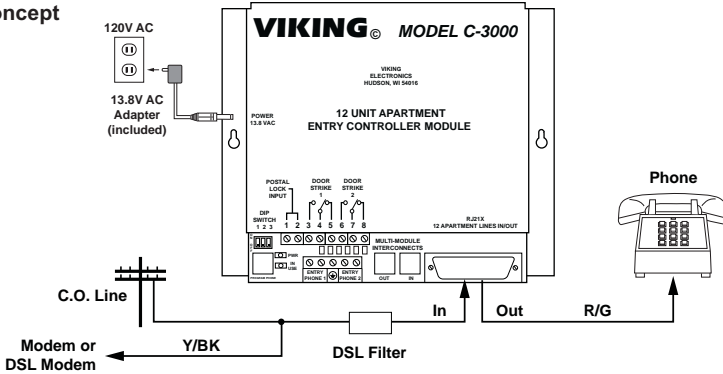 ncept
120V AC
13.8V AC
Adapter
(included)
VIKING© MODEL C-3000
VIKING
ELECTRONICS
HUDSON, WI 54016
12 UNIT APARTMENT
ENTRY CONTROLLER MODULE
POWER
13.8 VAC
POSTAL
LOCK
INPUT
DOOR
STRIKE
1
DOOR
STRIKE
2
DIP
SWITCH
1 2 3
1 2 3 4 5 6 7 8
RJ21X
12 APARTMENT LINES IN/OUT
MULTI-MODULE
INTERCONNECTS
PWR
IN
USE
ENTRY
PHONE 1
ENTRY
PHONE 2
OUT
IN
Phone
C.O. Line
In
Out
R/G
Modem or
DSL Modem
Y/BK
DSL Filter